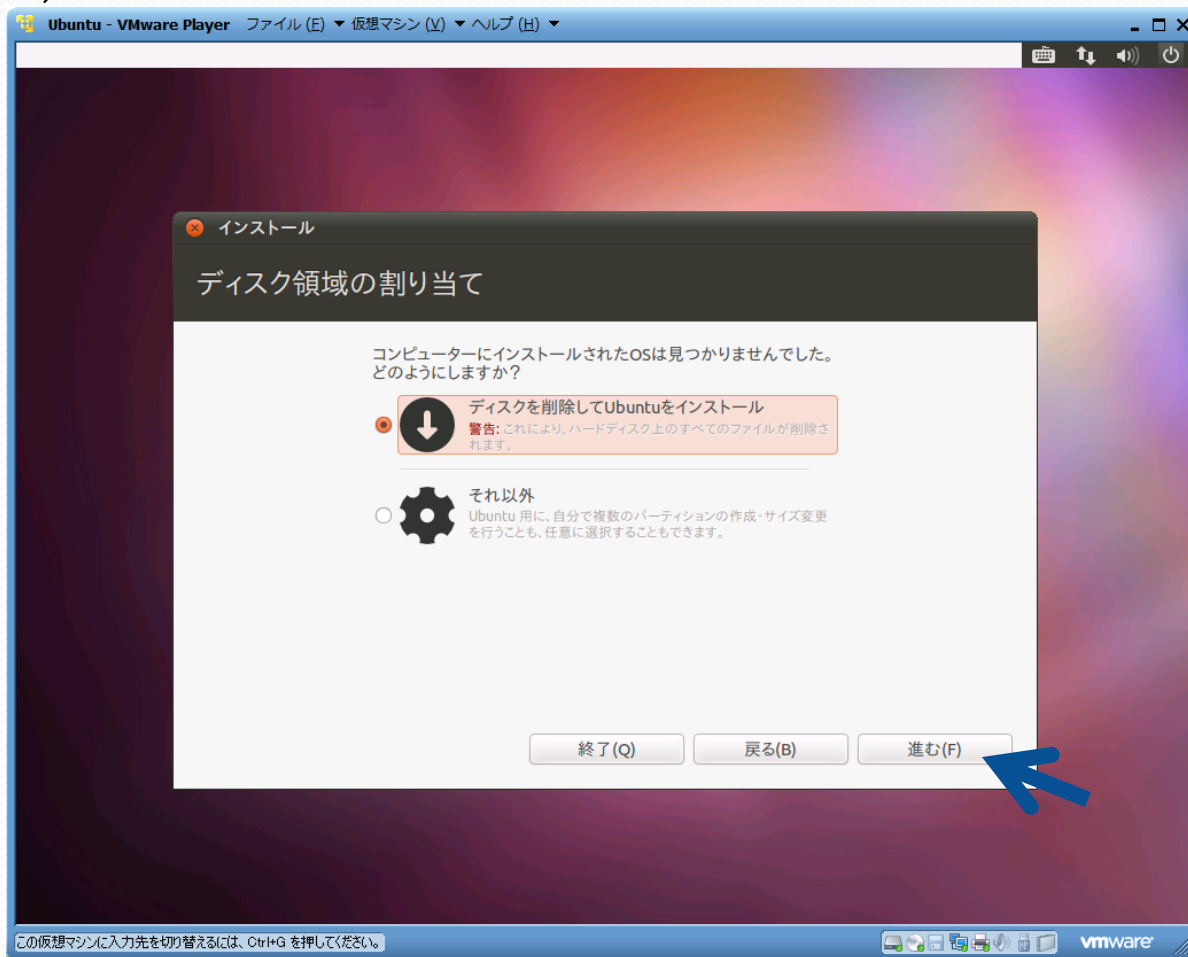 Ubuntu - VMware Player ファイル (F) ▼ 仮想マシン (V) ▼ ヘルプ (H) ▼
インストール
ディスク領域の割り当て
コンピューターにインストールされたOSは見つかりませんでした。
どのようにしますか？
ディスクを削除してUbuntuをインストール
警告: これにより、ハードディスク上のすべてのファイルが削除さ
れます。
それ以外
Ubuntu 用に、自分で複数のパーティションの作成・サイズ変更
を行うことも、任意に選択することもできます。
終了(Q) 戻る(B) 進む(F)
この仮想マシンに入力先を切り替えるには、Ctrl+G を押してください。
vmware